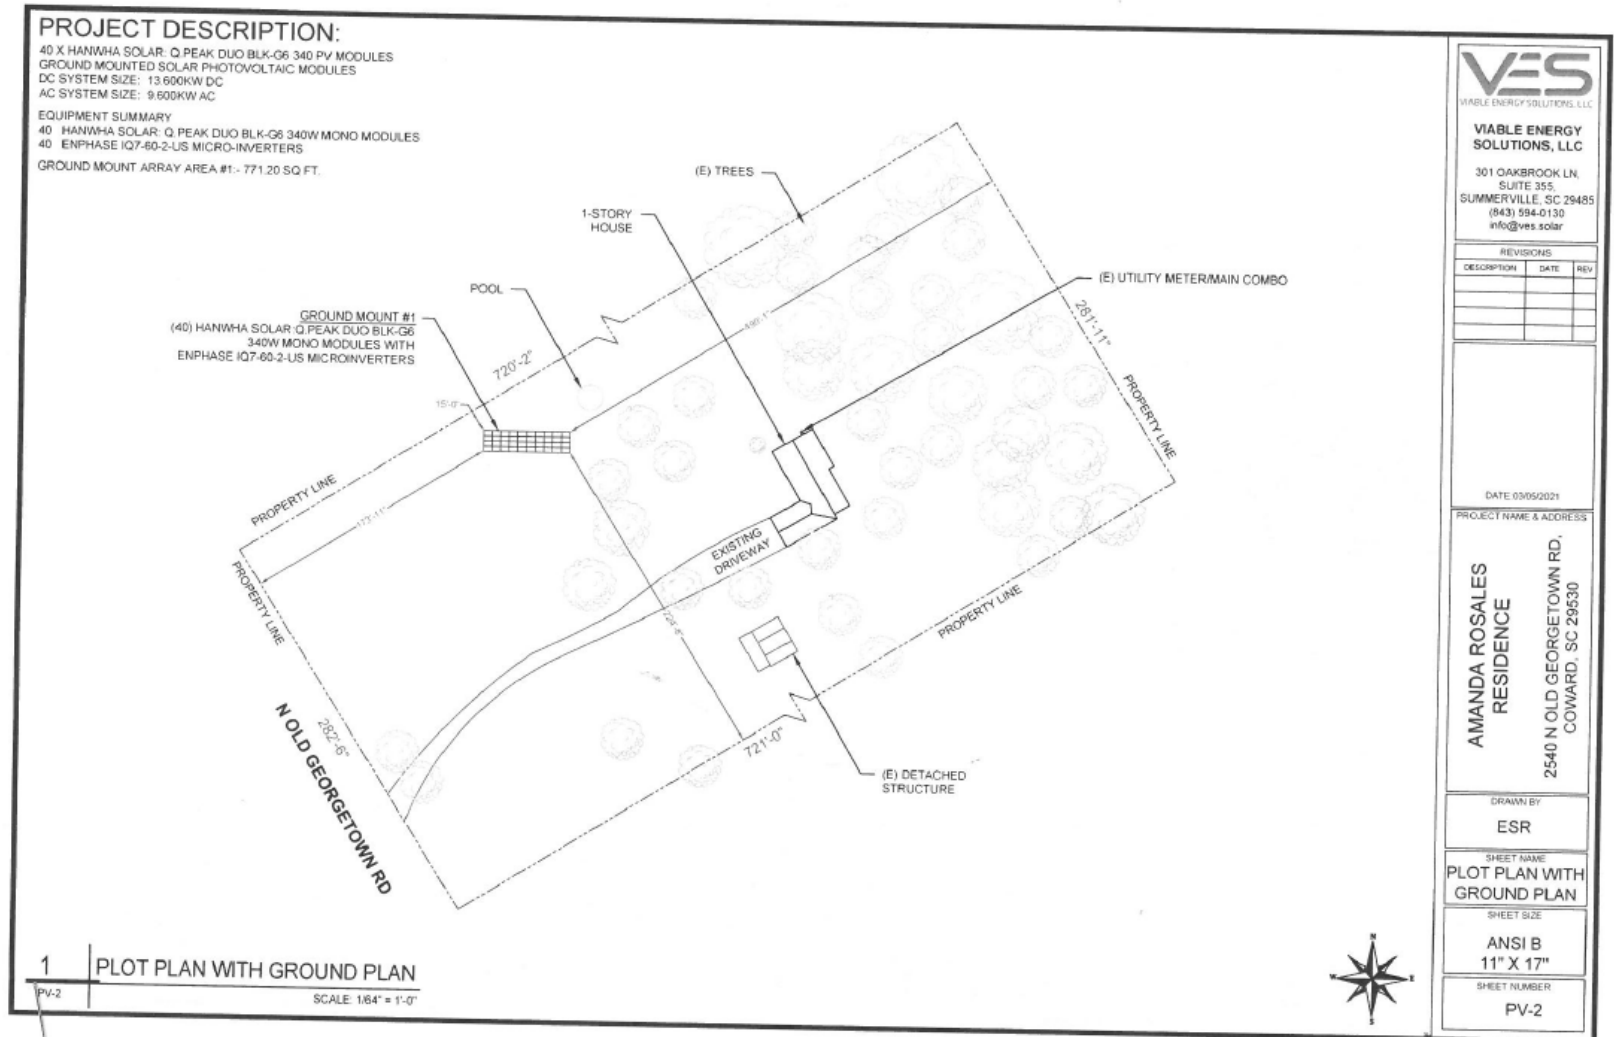 PROJECT DESCRIPTION:
40 X HANWHA SOLAR: Q.PEAK DUO BLK-G6 340 PV MODULES
GROUND MOUNTED SOLAR PHOTOVOLTAIC MODULES
DC SYSTEM SIZE: 13.600KW DC
AC SYSTEM SIZE: 9.600KW AC
EQUIPMENT SUMMARY
40 HANWHA SOLAR: Q.PEAK DUO BLK-G6 340W MONO MODULES
40 ENPHASE IQ7-60-2-US MICRO-INVERTERS
GROUND MOUNT ARRAY AREA #1:- 771.20 SQ FT.
(E) TREES
1-STORY
HOUSE
(E) UTILITY METER/MAIN COMBO
POOL
GROUND MOUNT #1
(40) HANWHA SOLAR: Q.PEAK DUO BLK-G6
340W MONO MODULES WITH
ENPHASE IQ7-60-2-US MICROINVERTERS
720'-2"
281'-11"
15'-0"
PROPERTY LINE
PROPERTY LINE
PROPERTY LINE
PROPERTY LINE
EXISTING
DRIVEWAY
282'-6"
N OLD GEORGETOWN RD
721'-0"
(E) DETACHED
STRUCTURE
1
PV-2
PLOT PLAN WITH GROUND PLAN
SCALE: 1/64" = 1'-0"
N
W
E
S
VES
VIABLE ENERGY SOLUTIONS, LLC
VIABLE ENERGY
SOLUTIONS, LLC
301 OAKBROOK LN,
SUITE 355,
SUMMERVILLE, SC 29485
(843) 594-0130
info@ves.solar
REVISIONS
DESCRIPTION DATE REV
DATE:03/05/2021
PROJECT NAME & ADDRESS
AMANDA ROSALES
RESIDENCE
2540 N OLD GEORGETOWN RD,
COWARD, SC 29530
DRAWN BY
ESR
SHEET NAME
PLOT PLAN WITH
GROUND PLAN
SHEET SIZE
ANSI B
11" X 17"
SHEET NUMBER
PV-2